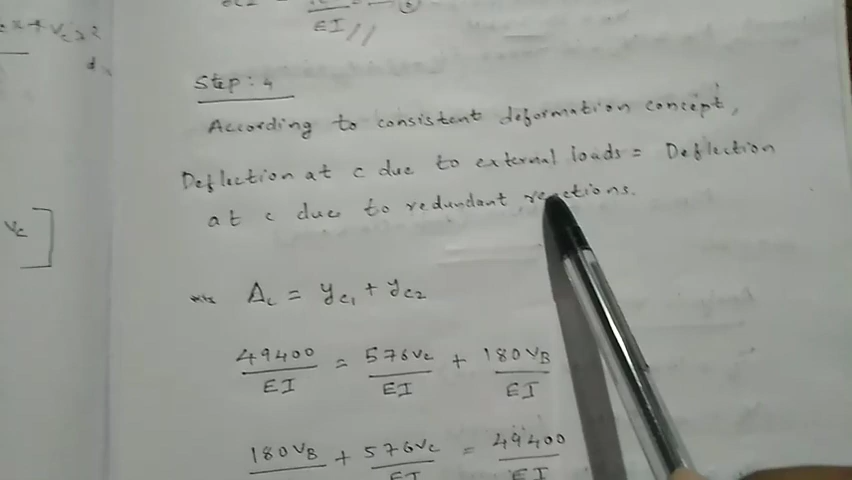 EI //
Step: 4
According to consistent deformation concept,
Deflection at c due to external loads = Deflection
at c due to redundant reactions.
Δc = yc1 + yc2
49400/EI = 576Vc/EI + 180VB/EI
180VB + 576Vc/EI = 49400/EI
Vc ]